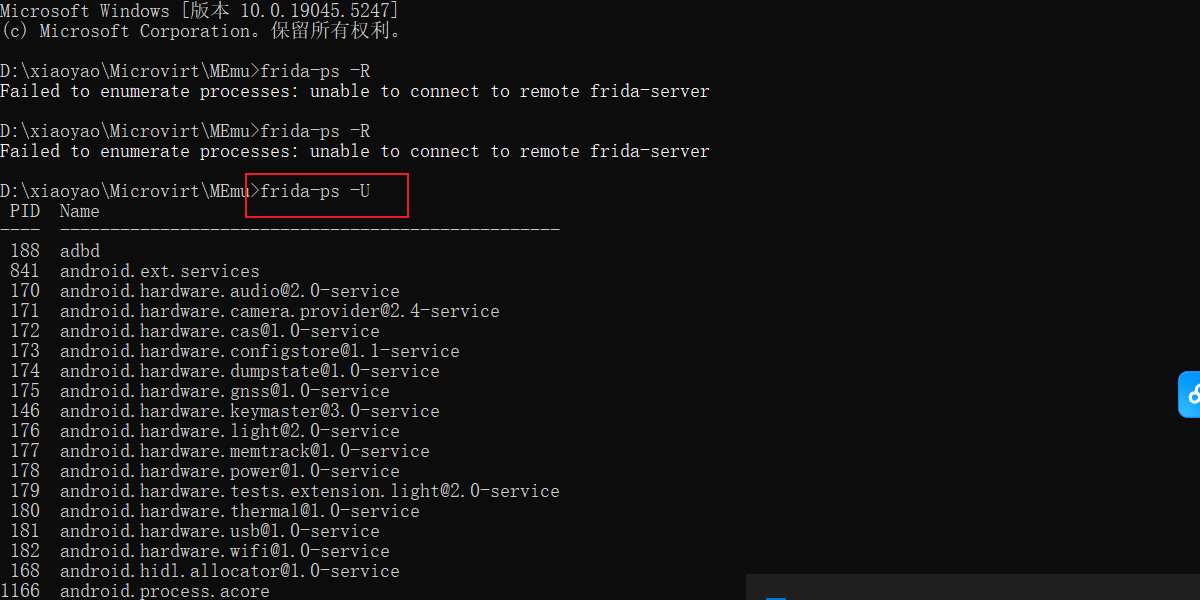 Microsoft Windows [版本 10.0.19045.5247]
(c) Microsoft Corporation。保留所有权利。
D:\xiaoyao\Microvirt\MEmu>frida-ps -R
Failed to enumerate processes: unable to connect to remote frida-server
D:\xiaoyao\Microvirt\MEmu>frida-ps -R
Failed to enumerate processes: unable to connect to remote frida-server
D:\xiaoyao\Microvirt\MEmu>frida-ps -U
PID  Name
----  --------------------------------------------------
188  adbd
841  android.ext.services
170  android.hardware.audio@2.0-service
171  android.hardware.camera.provider@2.4-service
172  android.hardware.cas@1.0-service
173  android.hardware.configstore@1.1-service
174  android.hardware.dumpstate@1.0-service
175  android.hardware.gnss@1.0-service
146  android.hardware.keymaster@3.0-service
176  android.hardware.light@2.0-service
177  android.hardware.memtrack@1.0-service
178  android.hardware.power@1.0-service
179  android.hardware.tests.extension.light@2.0-service
180  android.hardware.thermal@1.0-service
181  android.hardware.usb@1.0-service
182  android.hardware.wifi@1.0-service
168  android.hidl.allocator@1.0-service
1166  android.process.acore